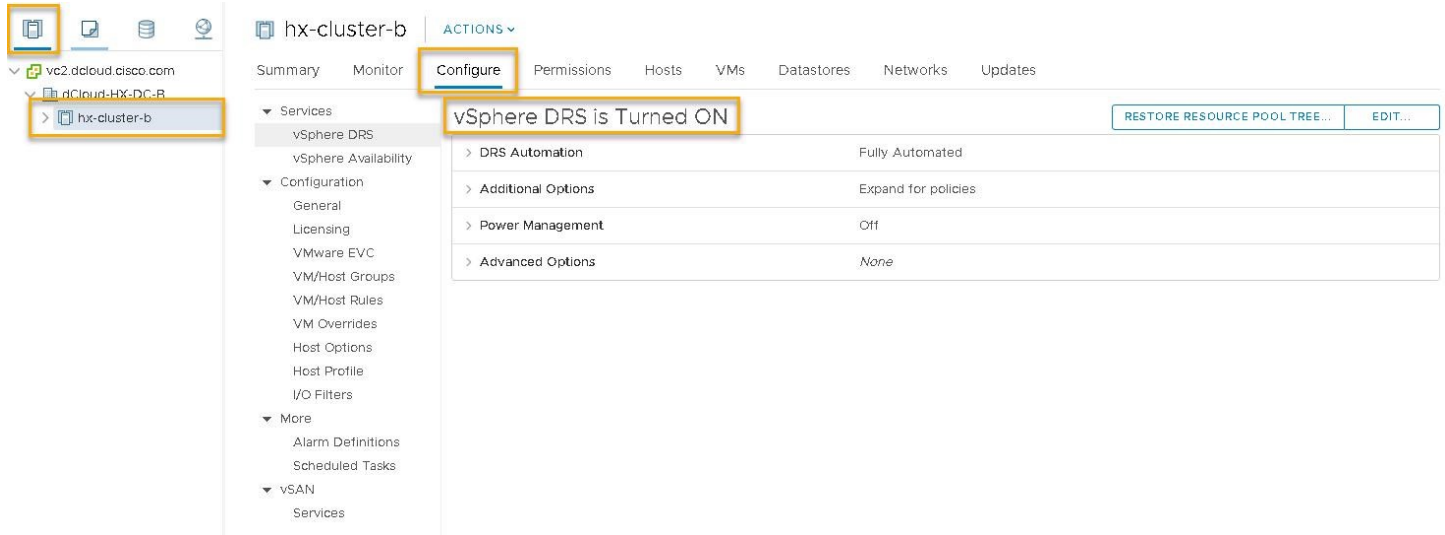 hx-cluster-b ACTIONS
vc2.dcloud.cisco.com
dCloud-HX-DC-B
hx-cluster-b
Summary Monitor Configure Permissions Hosts VMs Datastores Networks Updates
Services
vSphere DRS
vSphere Availability
Configuration
General
Licensing
VMware EVC
VM/Host Groups
VM/Host Rules
VM Overrides
Host Options
Host Profile
I/O Filters
More
Alarm Definitions
Scheduled Tasks
vSAN
Services
vSphere DRS is Turned ON
RESTORE RESOURCE POOL TREE... EDIT...
DRS Automation Fully Automated
Additional Options Expand for policies
Power Management Off
Advanced Options None